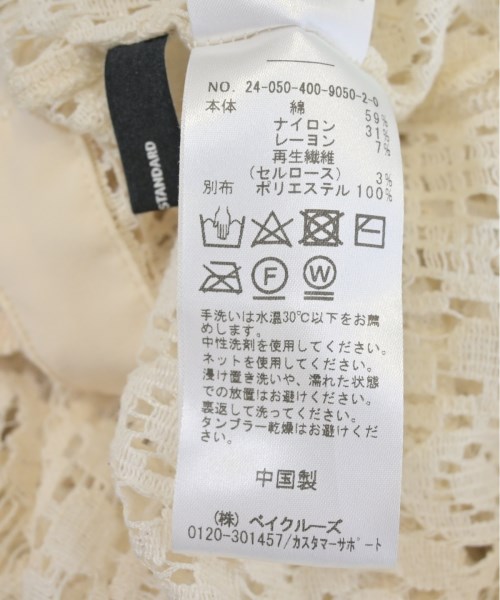 STANDARD
NO. 24-050-400-9050-2-0
本体 綿 59%
ナイロン 31%
レーヨン 7%
再生繊維
(セルロース) 3%
別布 ポリエステル 100%
F W
手洗いは水温30℃以下をお薦
めします。
中性洗剤を使用してください。
ネットを使用してください。
浸け置き洗いや、濡れた状態
での放置はお避けください。
裏返して洗ってください。
タンブラー乾燥はお避けください。
中国製
(株) ベイクルーズ
0120-301457/カスタマーサポート